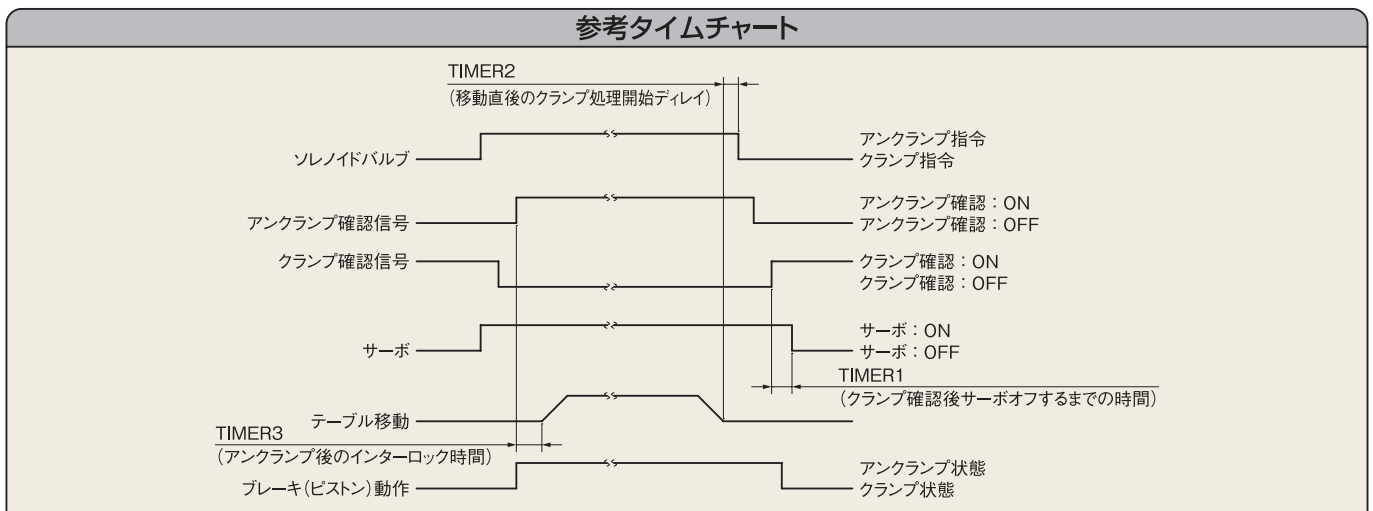 参考タイムチャート
TIMER2
（移動直後のクランプ処理開始ディレイ）
ソレノイドバルブ
アンクランプ指令
クランプ指令
アンクランプ確認信号
アンクランプ確認：ON
アンクランプ確認：OFF
クランプ確認信号
クランプ確認：ON
クランプ確認：OFF
サーボ
サーボ：ON
サーボ：OFF
TIMER1
（クランプ確認後サーボオフするまでの時間）
テーブル移動
TIMER3
（アンクランプ後のインターロック時間）
ブレーキ（ピストン）動作
アンクランプ状態
クランプ状態